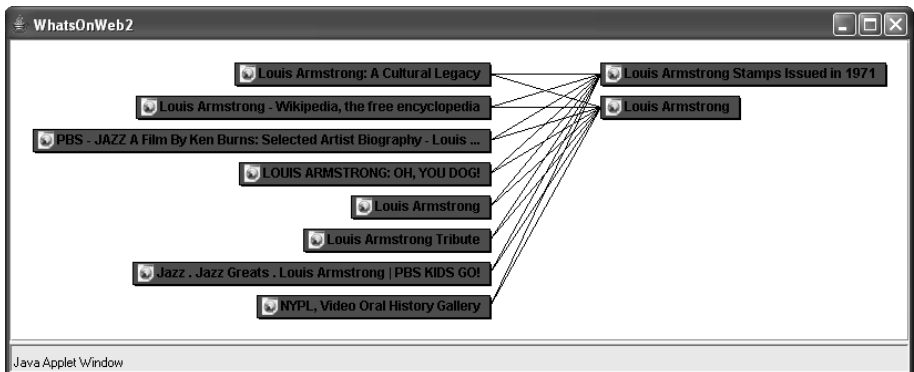 WhatsOnWeb2
Louis Armstrong: A Cultural Legacy
Louis Armstrong Stamps Issued in 1971
Louis Armstrong - Wikipedia, the free encyclopedia
Louis Armstrong
PBS - JAZZ A Film By Ken Burns: Selected Artist Biography - Louis ...
LOUIS ARMSTRONG: OH, YOU DOG!
Louis Armstrong
Louis Armstrong Tribute
Jazz . Jazz Greats . Louis Armstrong | PBS KIDS GO!
NYPL, Video Oral History Gallery
Java Applet Window